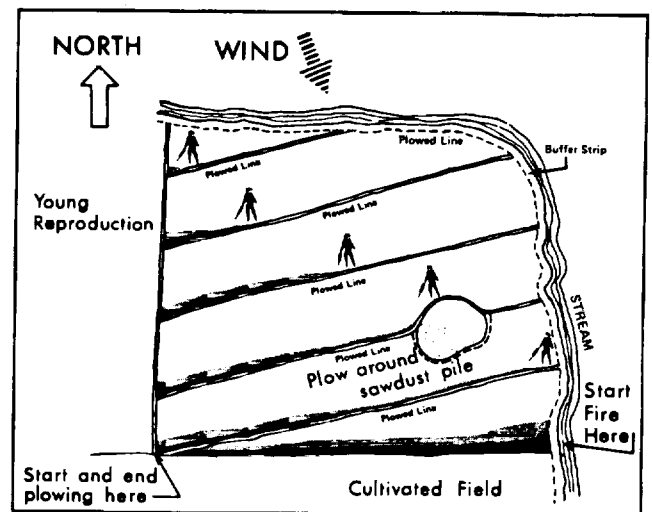 NORTH
WIND
Plowed Line
Buffer Strip
Plowed Line
Young
Reproduction
Plowed Line
Plowed Line
STREAM
Plowed Line
Plow around
sawdust pile
Plowed Line
Start
Fire
Here
Start and end
plowing here
Cultivated Field